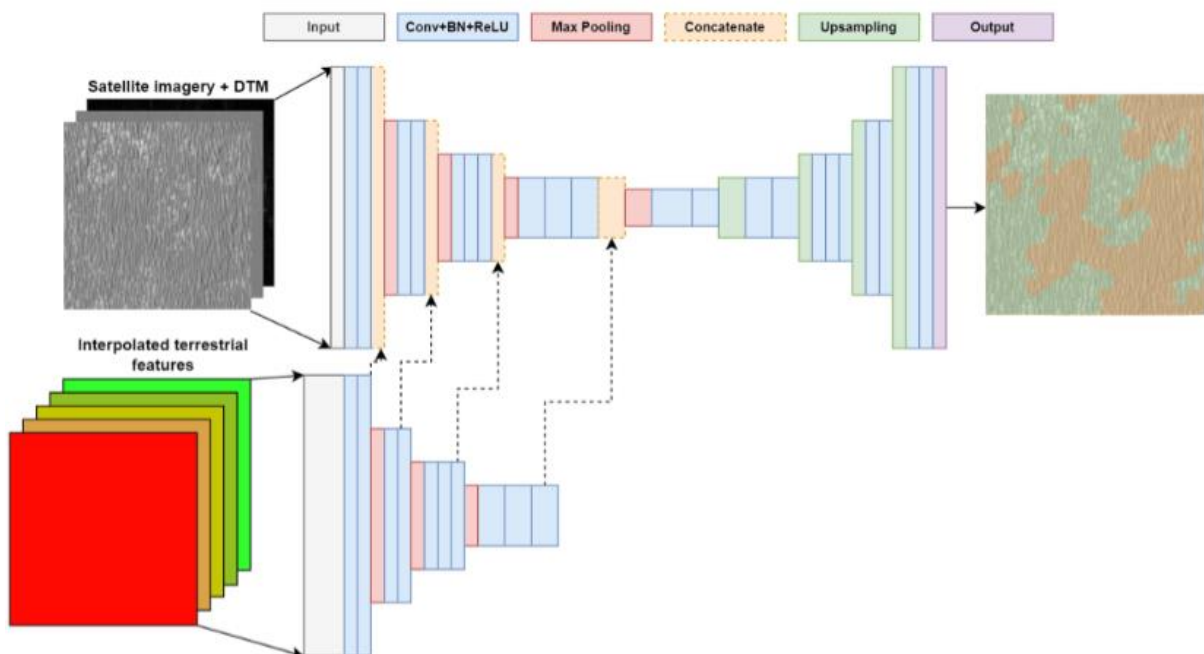 Input
Conv+BN+ReLU
Max Pooling
Concatenate
Upsampling
Output
Satellite imagery + DTM
Interpolated terrestrial
features